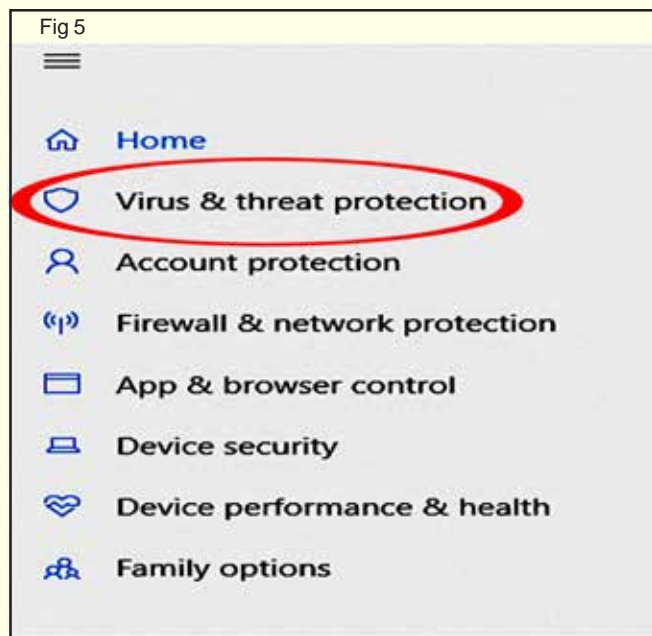 Fig 5
Home
Virus & threat protection
Account protection
Firewall & network protection
App & browser control
Device security
Device performance & health
Family options